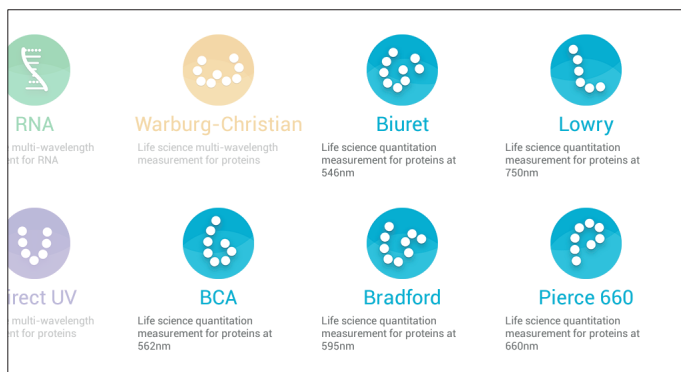 RNA
Warburg-Christian
Biuret
Lowry
multi-wavelength
ent for RNA
Life science multi-wavelength
measurement for proteins
Life science quantitation
measurement for proteins at
546nm
Life science quantitation
measurement for proteins at
750nm
irect UV
BCA
Bradford
Pierce 660
multi-wavelength
ent for proteins
Life science quantitation
measurement for proteins at
562nm
Life science quantitation
measurement for proteins at
595nm
Life science quantitation
measurement for proteins at
660nm